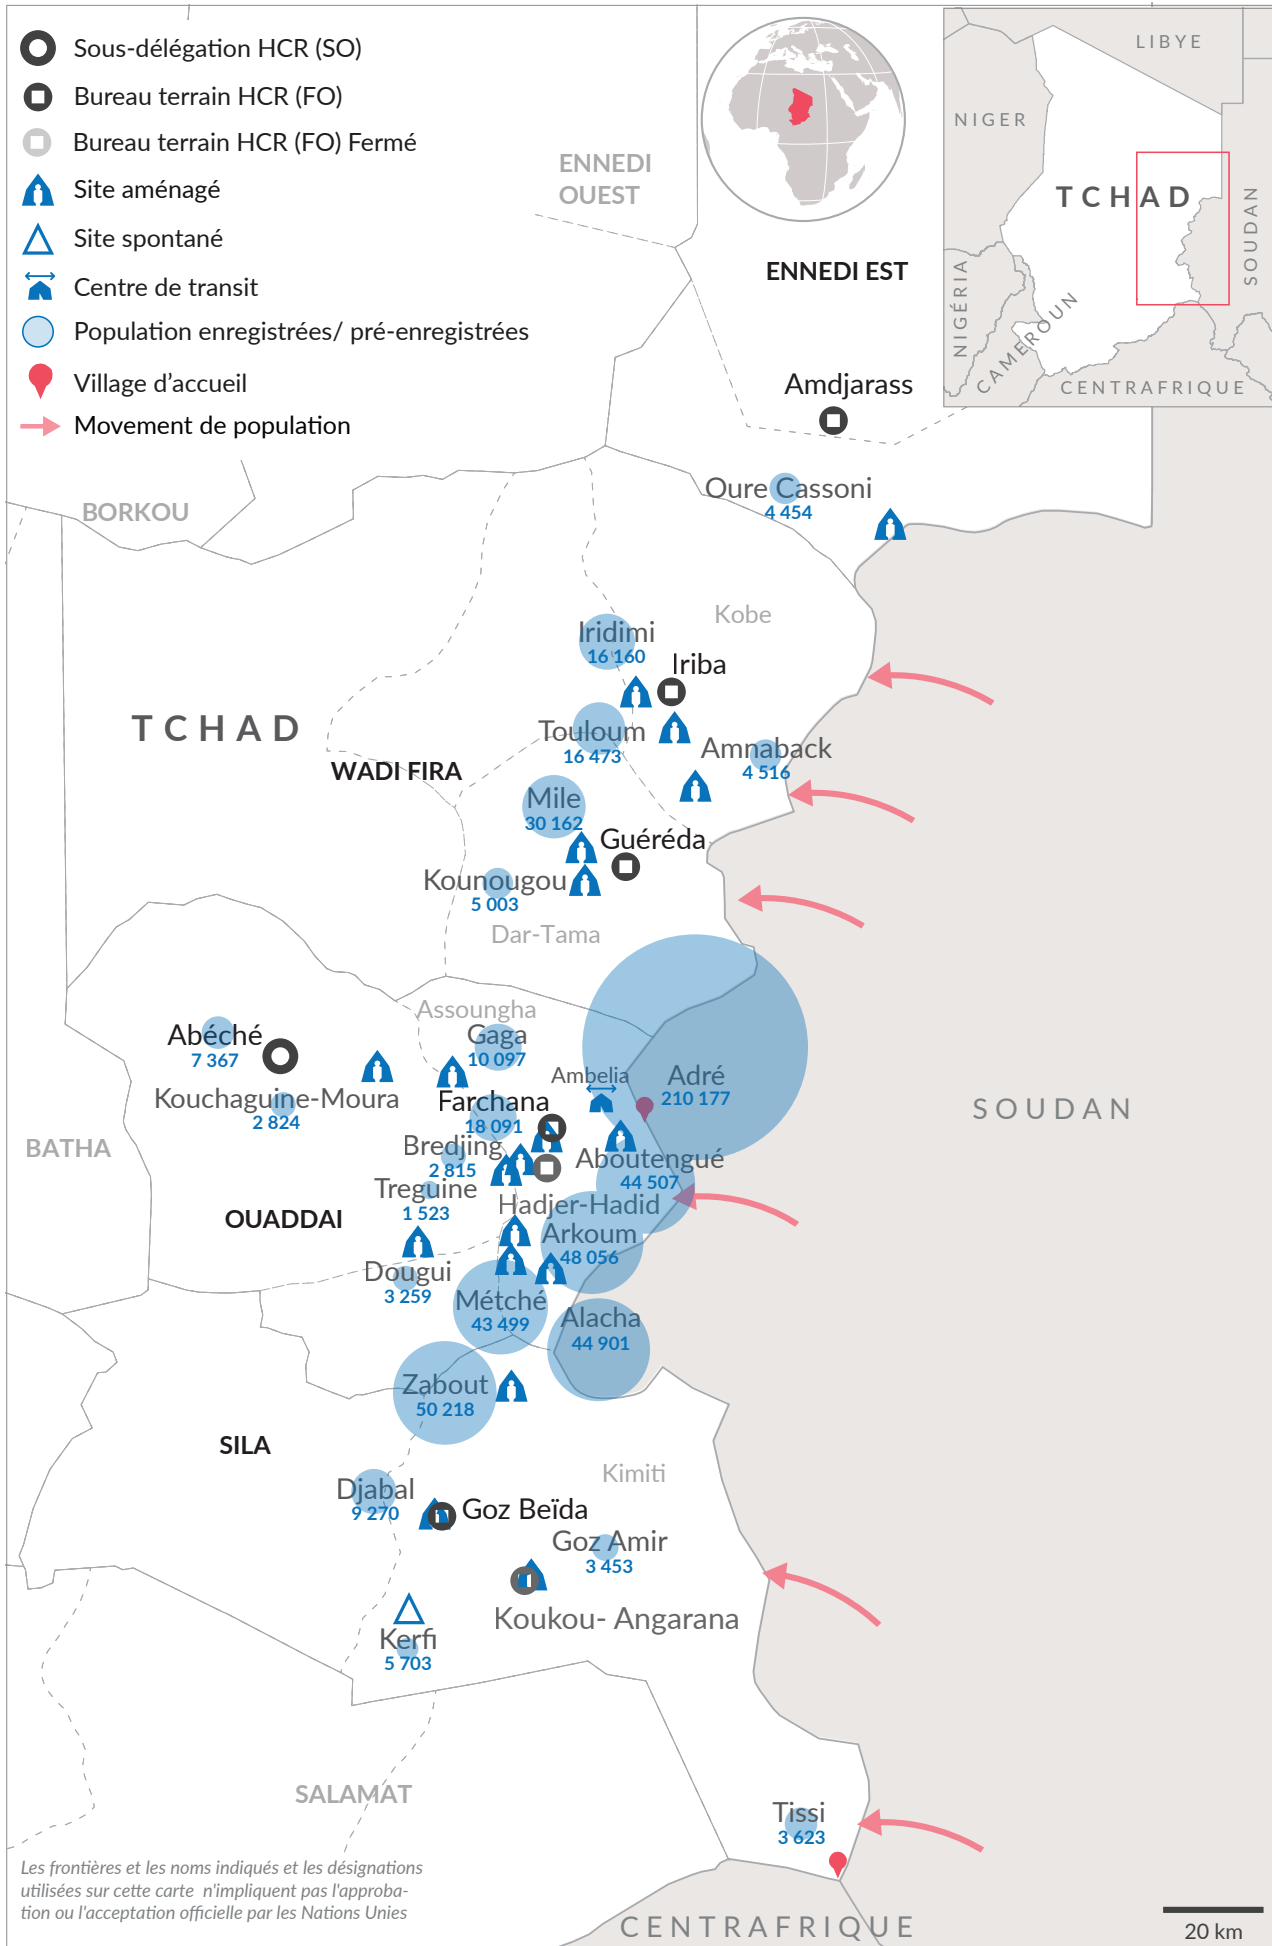 Sous-délégation HCR (SO)
Bureau terrain HCR (FO)
Bureau terrain HCR (FO) Fermé
Site aménagé
Site spontané
Centre de transit
Population enregistrées/ pré-enregistrées
Village d'accueil
Movement de population
LIBYE
NIGER
TCHAD
SOUDAN
NIGÉRIA
CAMEROUN
CENTRAFRIQUE
ENNEDI
OUEST
ENNEDI EST
Amdjarass
Oure Cassoni
4 454
BORKOU
Kobe
Iridimi
16 160
Iriba
TCHAD
Touloum
16 473
Amnaback
4 516
WADI FIRA
Mile
30 162
Guéréda
Kounougou
5 003
Dar-Tama
Assoungha
Gaga
10 097
Abéché
7 367
Ambelia
Adré
210 177
Kouchaguine-Moura
2 824
Farchana
18 091
SOUDAN
BATHA
Bredjing
2 815
Aboutengué
44 507
Treguine
1 523
Hadjer-Hadid
OUADDAI
Arkoum
48 056
Dougui
3 259
Métché
43 499
Alacha
44 901
Zabout
50 218
SILA
Kimiti
Djabal
9 270
Goz Beïda
Goz Amir
3 453
Koukou- Angarana
Kerfi
5 703
SALAMAT
Tissi
3 623
Les frontières et les noms indiqués et les désignations
utilisées sur cette carte n'impliquent pas l'approba-
tion ou l'acceptation officielle par les Nations Unies
CENTRAFRIQUE
20 km